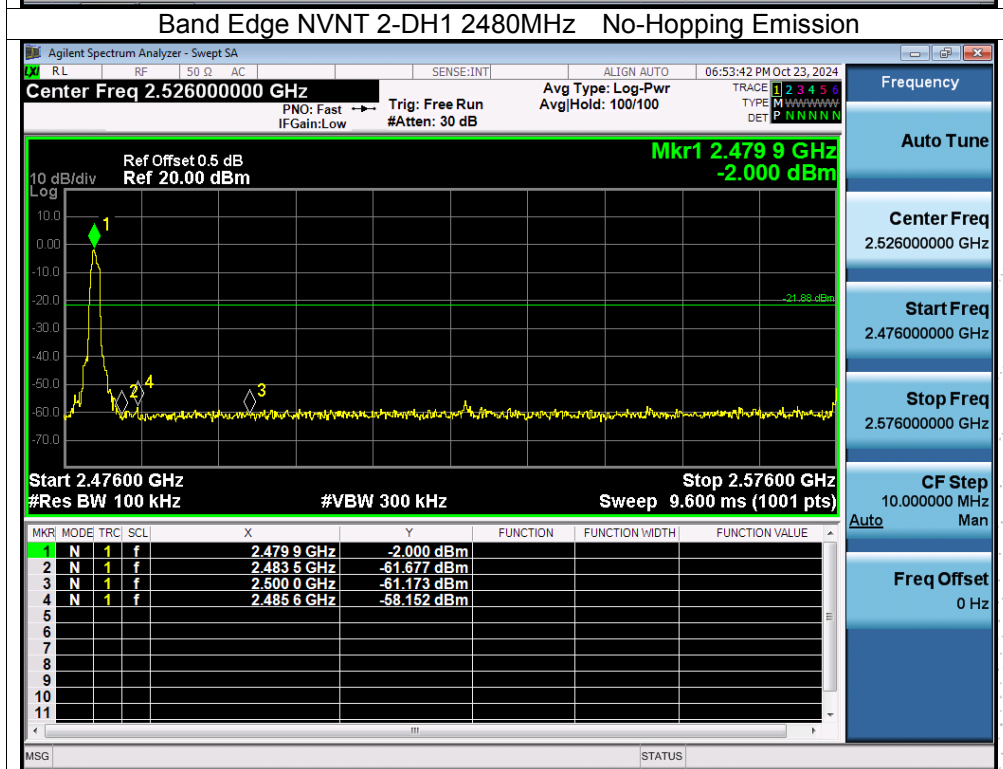 Band Edge NVNT 2-DH1 2480MHz No-Hopping Emission
Agilent Spectrum Analyzer - Swept SA
LXI RL RF 50 Ω AC SENSE:INT ALIGN AUTO 06:53:42 PM Oct 23, 2024
Center Freq 2.526000000 GHz
PNO: Fast
IFGain:Low
Trig: Free Run
#Atten: 30 dB
Avg Type: Log-Pwr
Avg|Hold: 100/100
TRACE 1 2 3 4 5 6
TYPE M W W W W W
DET P N N N N N
Frequency
Auto Tune
Center Freq
2.526000000 GHz
Start Freq
2.476000000 GHz
Stop Freq
2.576000000 GHz
CF Step
10.000000 MHz
Auto Man
Freq Offset
0 Hz
Mkr1 2.479 9 GHz
-2.000 dBm
Ref Offset 0.5 dB
10 dB/div Ref 20.00 dBm
Log
10.0
0.00
-10.0
-20.0
-30.0
-40.0
-50.0
-60.0
-70.0
1
2
4
3
-21.88 dBm
Start 2.47600 GHz Stop 2.57600 GHz
#Res BW 100 kHz #VBW 300 kHz Sweep 9.600 ms (1001 pts)
MKR MODE TRC SCL X Y FUNCTION FUNCTION WIDTH FUNCTION VALUE
1 N 1 f 2.479 9 GHz -2.000 dBm
2 N 1 f 2.483 5 GHz -61.677 dBm
3 N 1 f 2.500 0 GHz -61.173 dBm
4 N 1 f 2.485 6 GHz -58.152 dBm
5
6
7
8
9
10
11
MSG STATUS